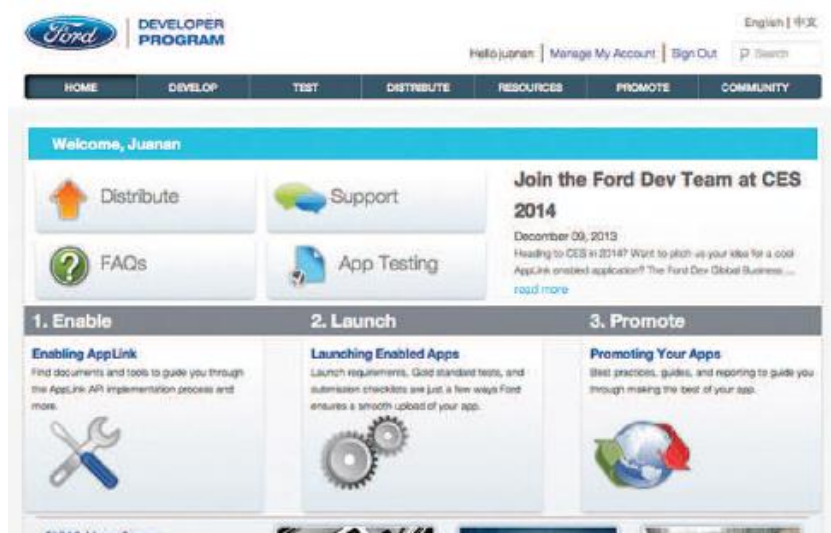 Ford
DEVELOPER
PROGRAM
English | 中文
Hello juanan | Manage My Account | Sign Out
Search
HOME DEVELOP TEST DISTRIBUTE RESOURCES PROMOTE COMMUNITY
Welcome, Juanan
Distribute
Support
FAQs
App Testing
Join the Ford Dev Team at CES
2014
December 09, 2013
Heading to CES in 2014? Want to pitch us your idea for a cool
AppLink enabled application? The Ford Dev Global Business ...
read more
1. Enable
Enabling AppLink
Find documents and tools to guide you through
the AppLink API implementation process and
more.
2. Launch
Launching Enabled Apps
Launch requirements, Gold standard tests, and
submission checklists are just a few ways Ford
ensures a smooth upload of your app.
3. Promote
Promoting Your Apps
Best practices, guides, and reporting to guide you
through making the best of your app.